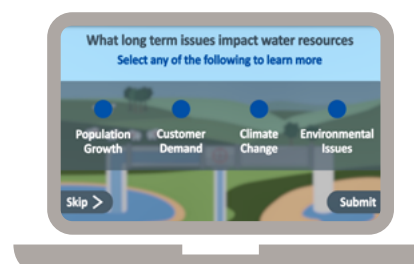 What long term issues impact water resources
Select any of the following to learn more
Population Growth
Customer Demand
Climate Change
Environmental Issues
Skip >
Submit